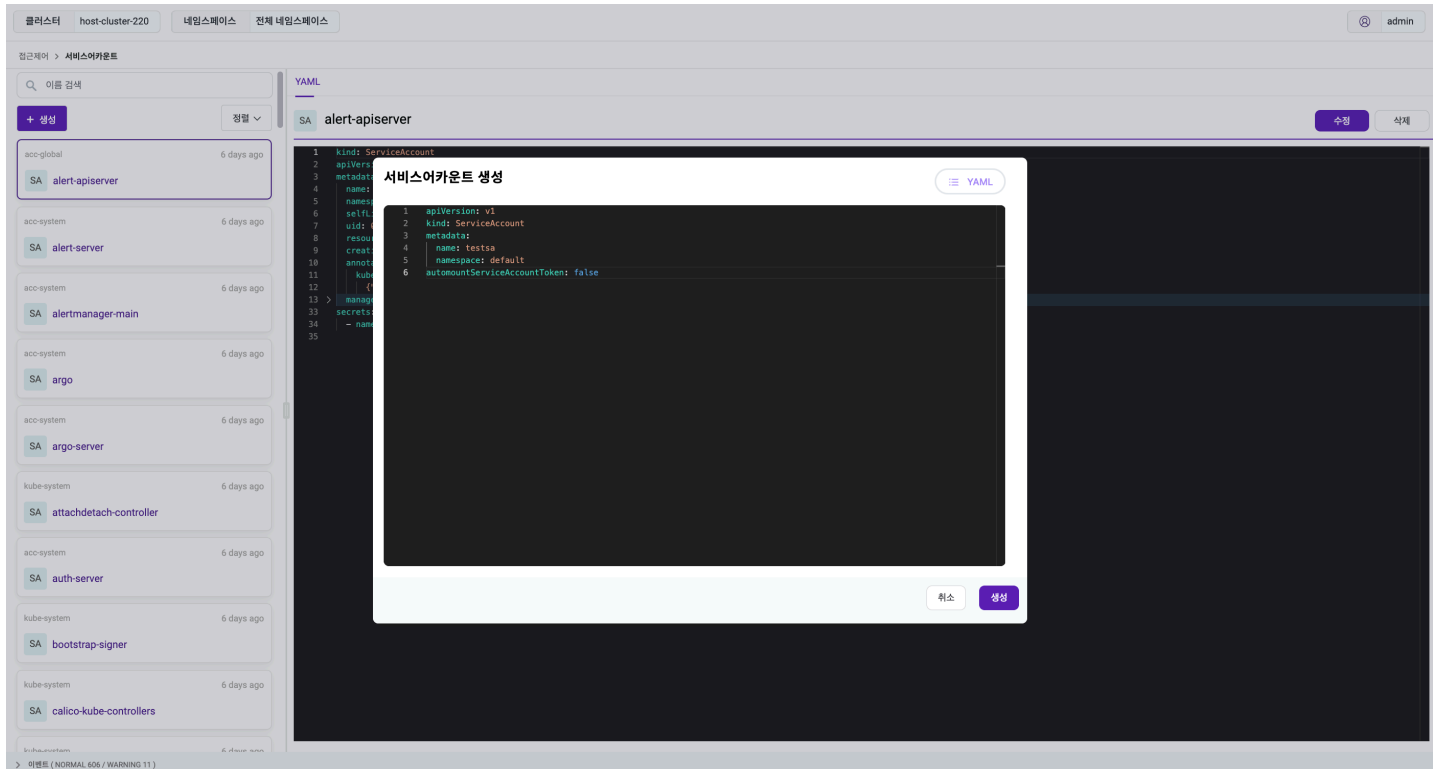 클러스터 host-cluster-220 네임스페이스 전체 네임스페이스 admin
접근제어 > 서비스어카운트
이름 검색
+ 생성 정렬
acc-global 6 days ago
SA alert-apiserver
acc-system 6 days ago
SA alert-server
acc-system 6 days ago
SA alertmanager-main
acc-system 6 days ago
SA argo
acc-system 6 days ago
SA argo-server
kube-system 6 days ago
SA attachdetach-controller
acc-system 6 days ago
SA auth-server
kube-system 6 days ago
SA bootstrap-signer
kube-system 6 days ago
SA calico-kube-controllers
kube-system 6 days ago
YAML
SA alert-apiserver 수정 삭제
1 kind: ServiceAccount
2 apiVers
3 metadat
4 name:
5 names
6 selfL
7 uid:
8 resou
9 creat
10 annot
11 kube
12 {"
13 > manag
33 secrets
34 - name
35
서비스어카운트 생성 YAML
1 apiVersion: v1
2 kind: ServiceAccount
3 metadata:
4 name: testsa
5 namespace: default
6 automountServiceAccountToken: false
취소 생성
> 이벤트 ( NORMAL 606 / WARNING 11 )